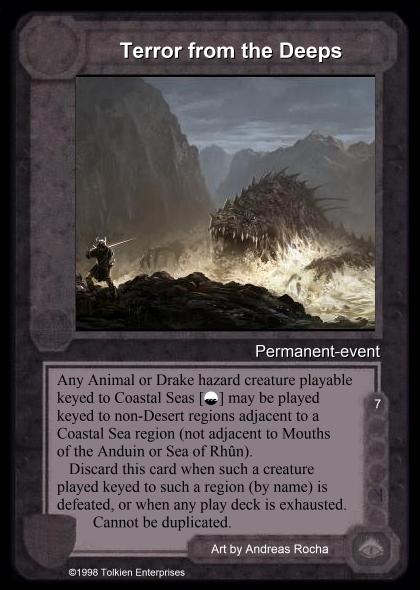 Terror from the Deeps
Permanent-event
Any Animal or Drake hazard creature playable
keyed to Coastal Seas [] may be played
keyed to non-Desert regions adjacent to a
Coastal Sea region (not adjacent to Mouths
of the Anduin or Sea of Rhûn).
Discard this card when such a creature
played keyed to such a region (by name) is
defeated, or when any play deck is exhausted.
Cannot be duplicated.
7
Art by Andreas Rocha
©1998 Tolkien Enterprises